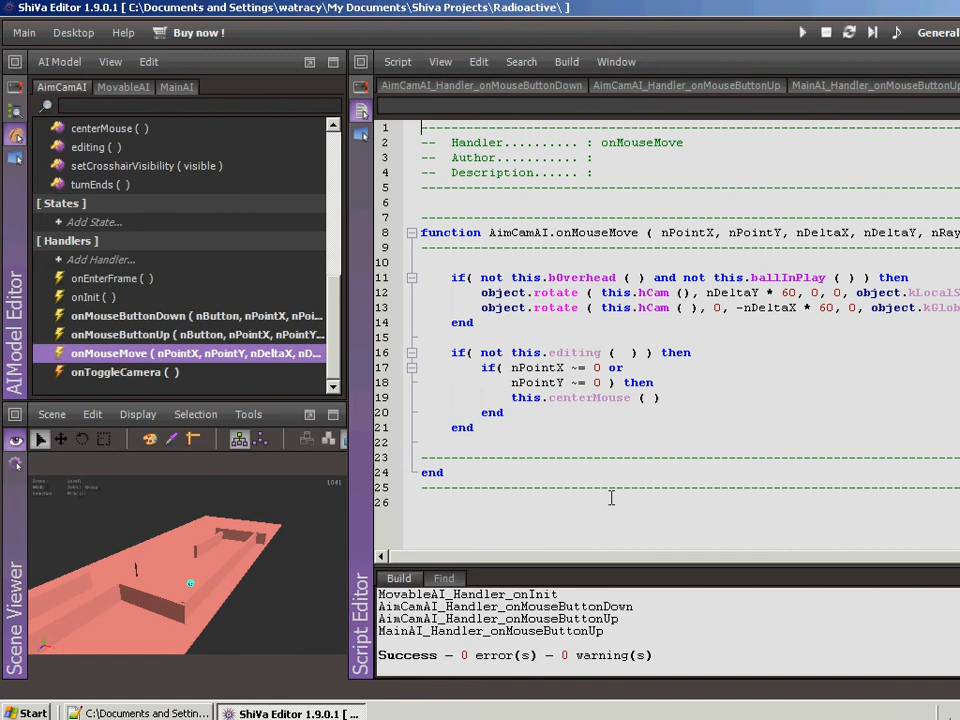 ShiVa Editor 1.9.0.1 [ C:\Documents and Settings\watracy\My Documents\Shiva Projects\Radioactive\ ]
Main Desktop Help Buy now ! General
AI Model View Edit
Script View Edit Search Build Window
AimCamAI MovableAI MainAI
AimCamAI_Handler_onMouseButtonDown AimCamAI_Handler_onMouseButtonUp MainAI_Handler_onMouseButtonUp
centerMouse ( )
editing ( )
setCrosshairVisibility ( visible )
turnEnds ( )
[ States ]
+ Add State...
[ Handlers ]
+ Add Handler...
onEnterFrame ( )
onInit ( )
onMouseButtonDown ( nButton, nPointX, nPoi...
onMouseButtonUp ( nButton, nPointX, nPointY...
onMouseMove ( nPointX, nPointY, nDeltaX, nD...
onToggleCamera ( )
AIModel Editor
1 --------------------------------------------------------------------------------
2 -- Handler.......... : onMouseMove
3 -- Author........... :
4 -- Description...... :
5 --------------------------------------------------------------------------------
6
7 --------------------------------------------------------------------------------
8 function AimCamAI.onMouseMove ( nPointX, nPointY, nDeltaX, nDeltaY, nRay
9 --------------------------------------------------------------------------------
10
11 if( not this.bOverhead ( ) and not this.ballInPlay ( ) ) then
12 object.rotate ( this.hCam (), nDeltaY * 60, 0, 0, object.kLocalS
13 object.rotate ( this.hCam ( ), 0, -nDeltaX * 60, 0, object.kGlob
14 end
15
16 if( not this.editing (  ) ) then
17 if( nPointX ~= 0 or
18 nPointY ~= 0 ) then
19 this.centerMouse ( )
20 end
21 end
22
23 --------------------------------------------------------------------------------
24 end
25 --------------------------------------------------------------------------------
26
Scene Edit Display Selection Tools
1041
Scene Viewer
Script Editor
Build Find
MovableAI_Handler_onInit
AimCamAI_Handler_onMouseButtonDown
AimCamAI_Handler_onMouseButtonUp
MainAI_Handler_onMouseButtonUp
Success - 0 error(s) - 0 warning(s)
Start C:\Documents and Settin... ShiVa Editor 1.9.0.1 [ ...